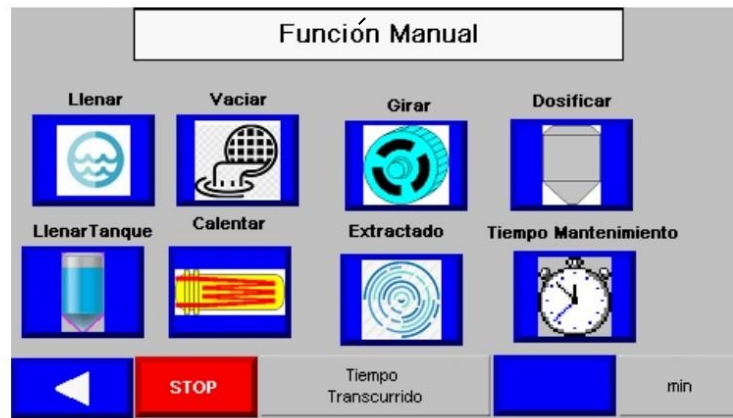 Función Manual
Llenar
Vaciar
Girar
Dosificar
LlenarTanque
Calentar
Extractado
Tiempo Mantenimiento
STOP
Tiempo
Transcurrido
min